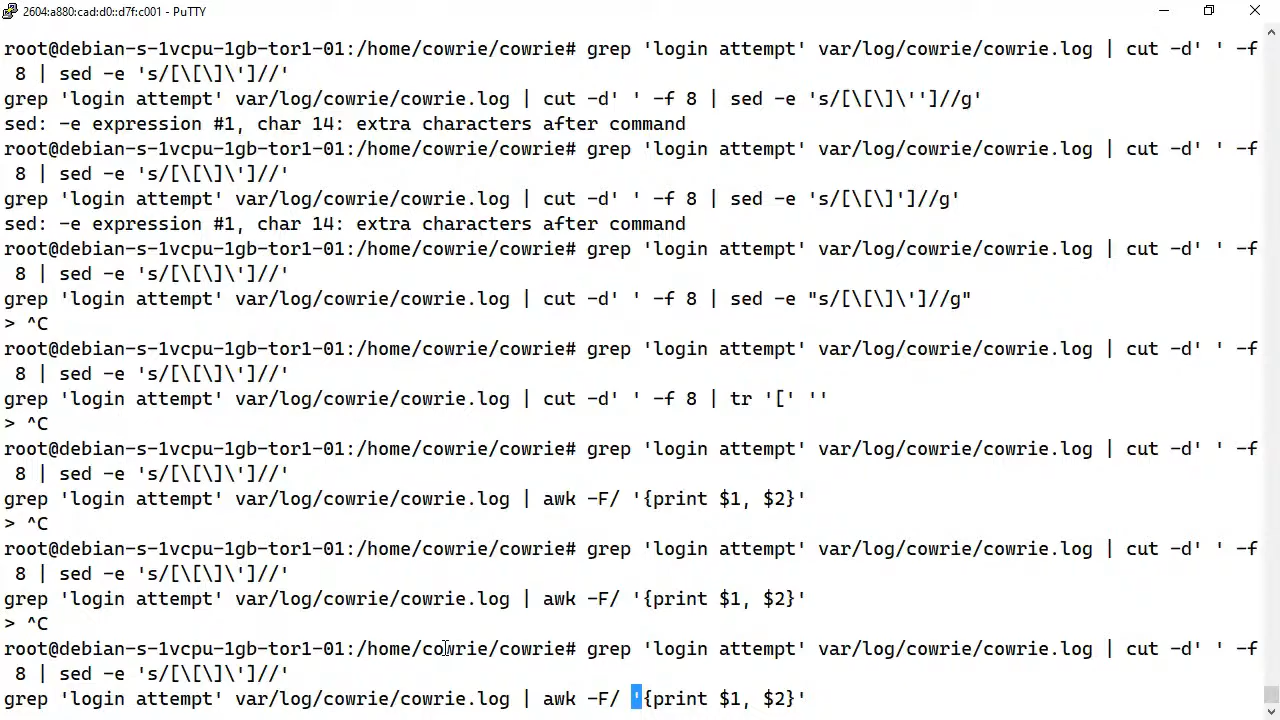 2604:a880:cad:d0::d7f:c001 - PuTTY
root@debian-s-1vcpu-1gb-tor1-01:/home/cowrie/cowrie# grep 'login attempt' var/log/cowrie/cowrie.log | cut -d' ' -f
 8 | sed -e 's/[\[\]\']//'
grep 'login attempt' var/log/cowrie/cowrie.log | cut -d' ' -f 8 | sed -e 's/[\[\]\'']//g'
sed: -e expression #1, char 14: extra characters after command
root@debian-s-1vcpu-1gb-tor1-01:/home/cowrie/cowrie# grep 'login attempt' var/log/cowrie/cowrie.log | cut -d' ' -f
 8 | sed -e 's/[\[\]\']//'
grep 'login attempt' var/log/cowrie/cowrie.log | cut -d' ' -f 8 | sed -e 's/[\[\]']//g'
sed: -e expression #1, char 14: extra characters after command
root@debian-s-1vcpu-1gb-tor1-01:/home/cowrie/cowrie# grep 'login attempt' var/log/cowrie/cowrie.log | cut -d' ' -f
 8 | sed -e 's/[\[\]\']//'
grep 'login attempt' var/log/cowrie/cowrie.log | cut -d' ' -f 8 | sed -e "s/[\[\]\']//g"
> ^C
root@debian-s-1vcpu-1gb-tor1-01:/home/cowrie/cowrie# grep 'login attempt' var/log/cowrie/cowrie.log | cut -d' ' -f
 8 | sed -e 's/[\[\]\']//'
grep 'login attempt' var/log/cowrie/cowrie.log | cut -d' ' -f 8 | tr '[' ''
> ^C
root@debian-s-1vcpu-1gb-tor1-01:/home/cowrie/cowrie# grep 'login attempt' var/log/cowrie/cowrie.log | cut -d' ' -f
 8 | sed -e 's/[\[\]\']//'
grep 'login attempt' var/log/cowrie/cowrie.log | awk -F/ '{print $1, $2}'
> ^C
root@debian-s-1vcpu-1gb-tor1-01:/home/cowrie/cowrie# grep 'login attempt' var/log/cowrie/cowrie.log | cut -d' ' -f
 8 | sed -e 's/[\[\]\']//'
grep 'login attempt' var/log/cowrie/cowrie.log | awk -F/ '{print $1, $2}'
> ^C
root@debian-s-1vcpu-1gb-tor1-01:/home/cowrie/cowrie# grep 'login attempt' var/log/cowrie/cowrie.log | cut -d' ' -f
 8 | sed -e 's/[\[\]\']//'
grep 'login attempt' var/log/cowrie/cowrie.log | awk -F/ '{print $1, $2}'